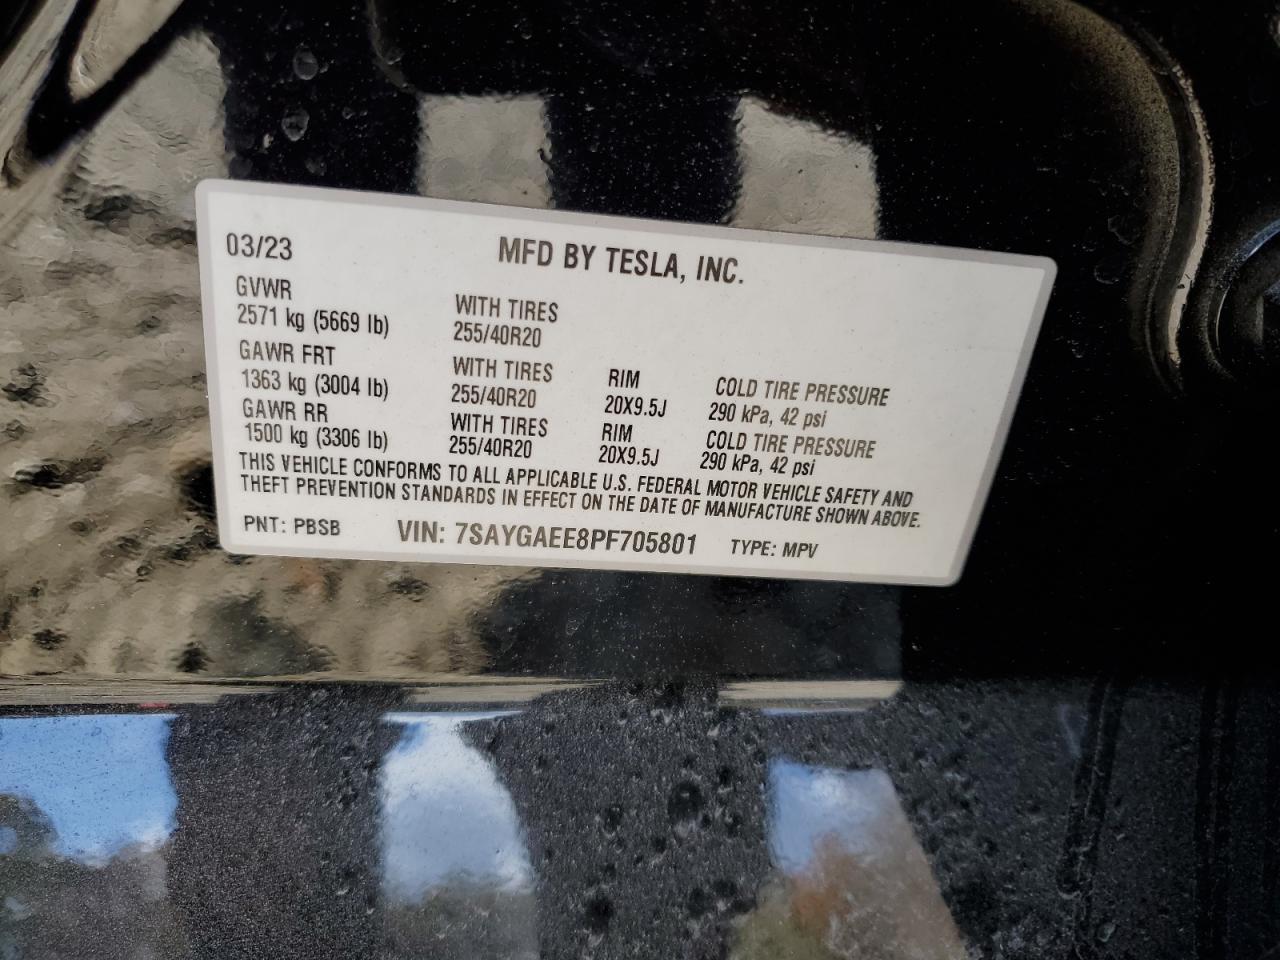 03/23 MFD BY TESLA, INC.
GVWR
2571 kg (5669 lb)
WITH TIRES
255/40R20
GAWR FRT
1363 kg (3004 lb)
WITH TIRES
255/40R20
RIM
20X9.5J
COLD TIRE PRESSURE
290 kPa, 42 psi
GAWR RR
1500 kg (3306 lb)
WITH TIRES
255/40R20
RIM
20X9.5J
COLD TIRE PRESSURE
290 kPa, 42 psi
THIS VEHICLE CONFORMS TO ALL APPLICABLE U.S. FEDERAL MOTOR VEHICLE SAFETY AND
THEFT PREVENTION STANDARDS IN EFFECT ON THE DATE OF MANUFACTURE SHOWN ABOVE.
PNT: PBSB VIN: 7SAYGAEE8PF705801 TYPE: MPV